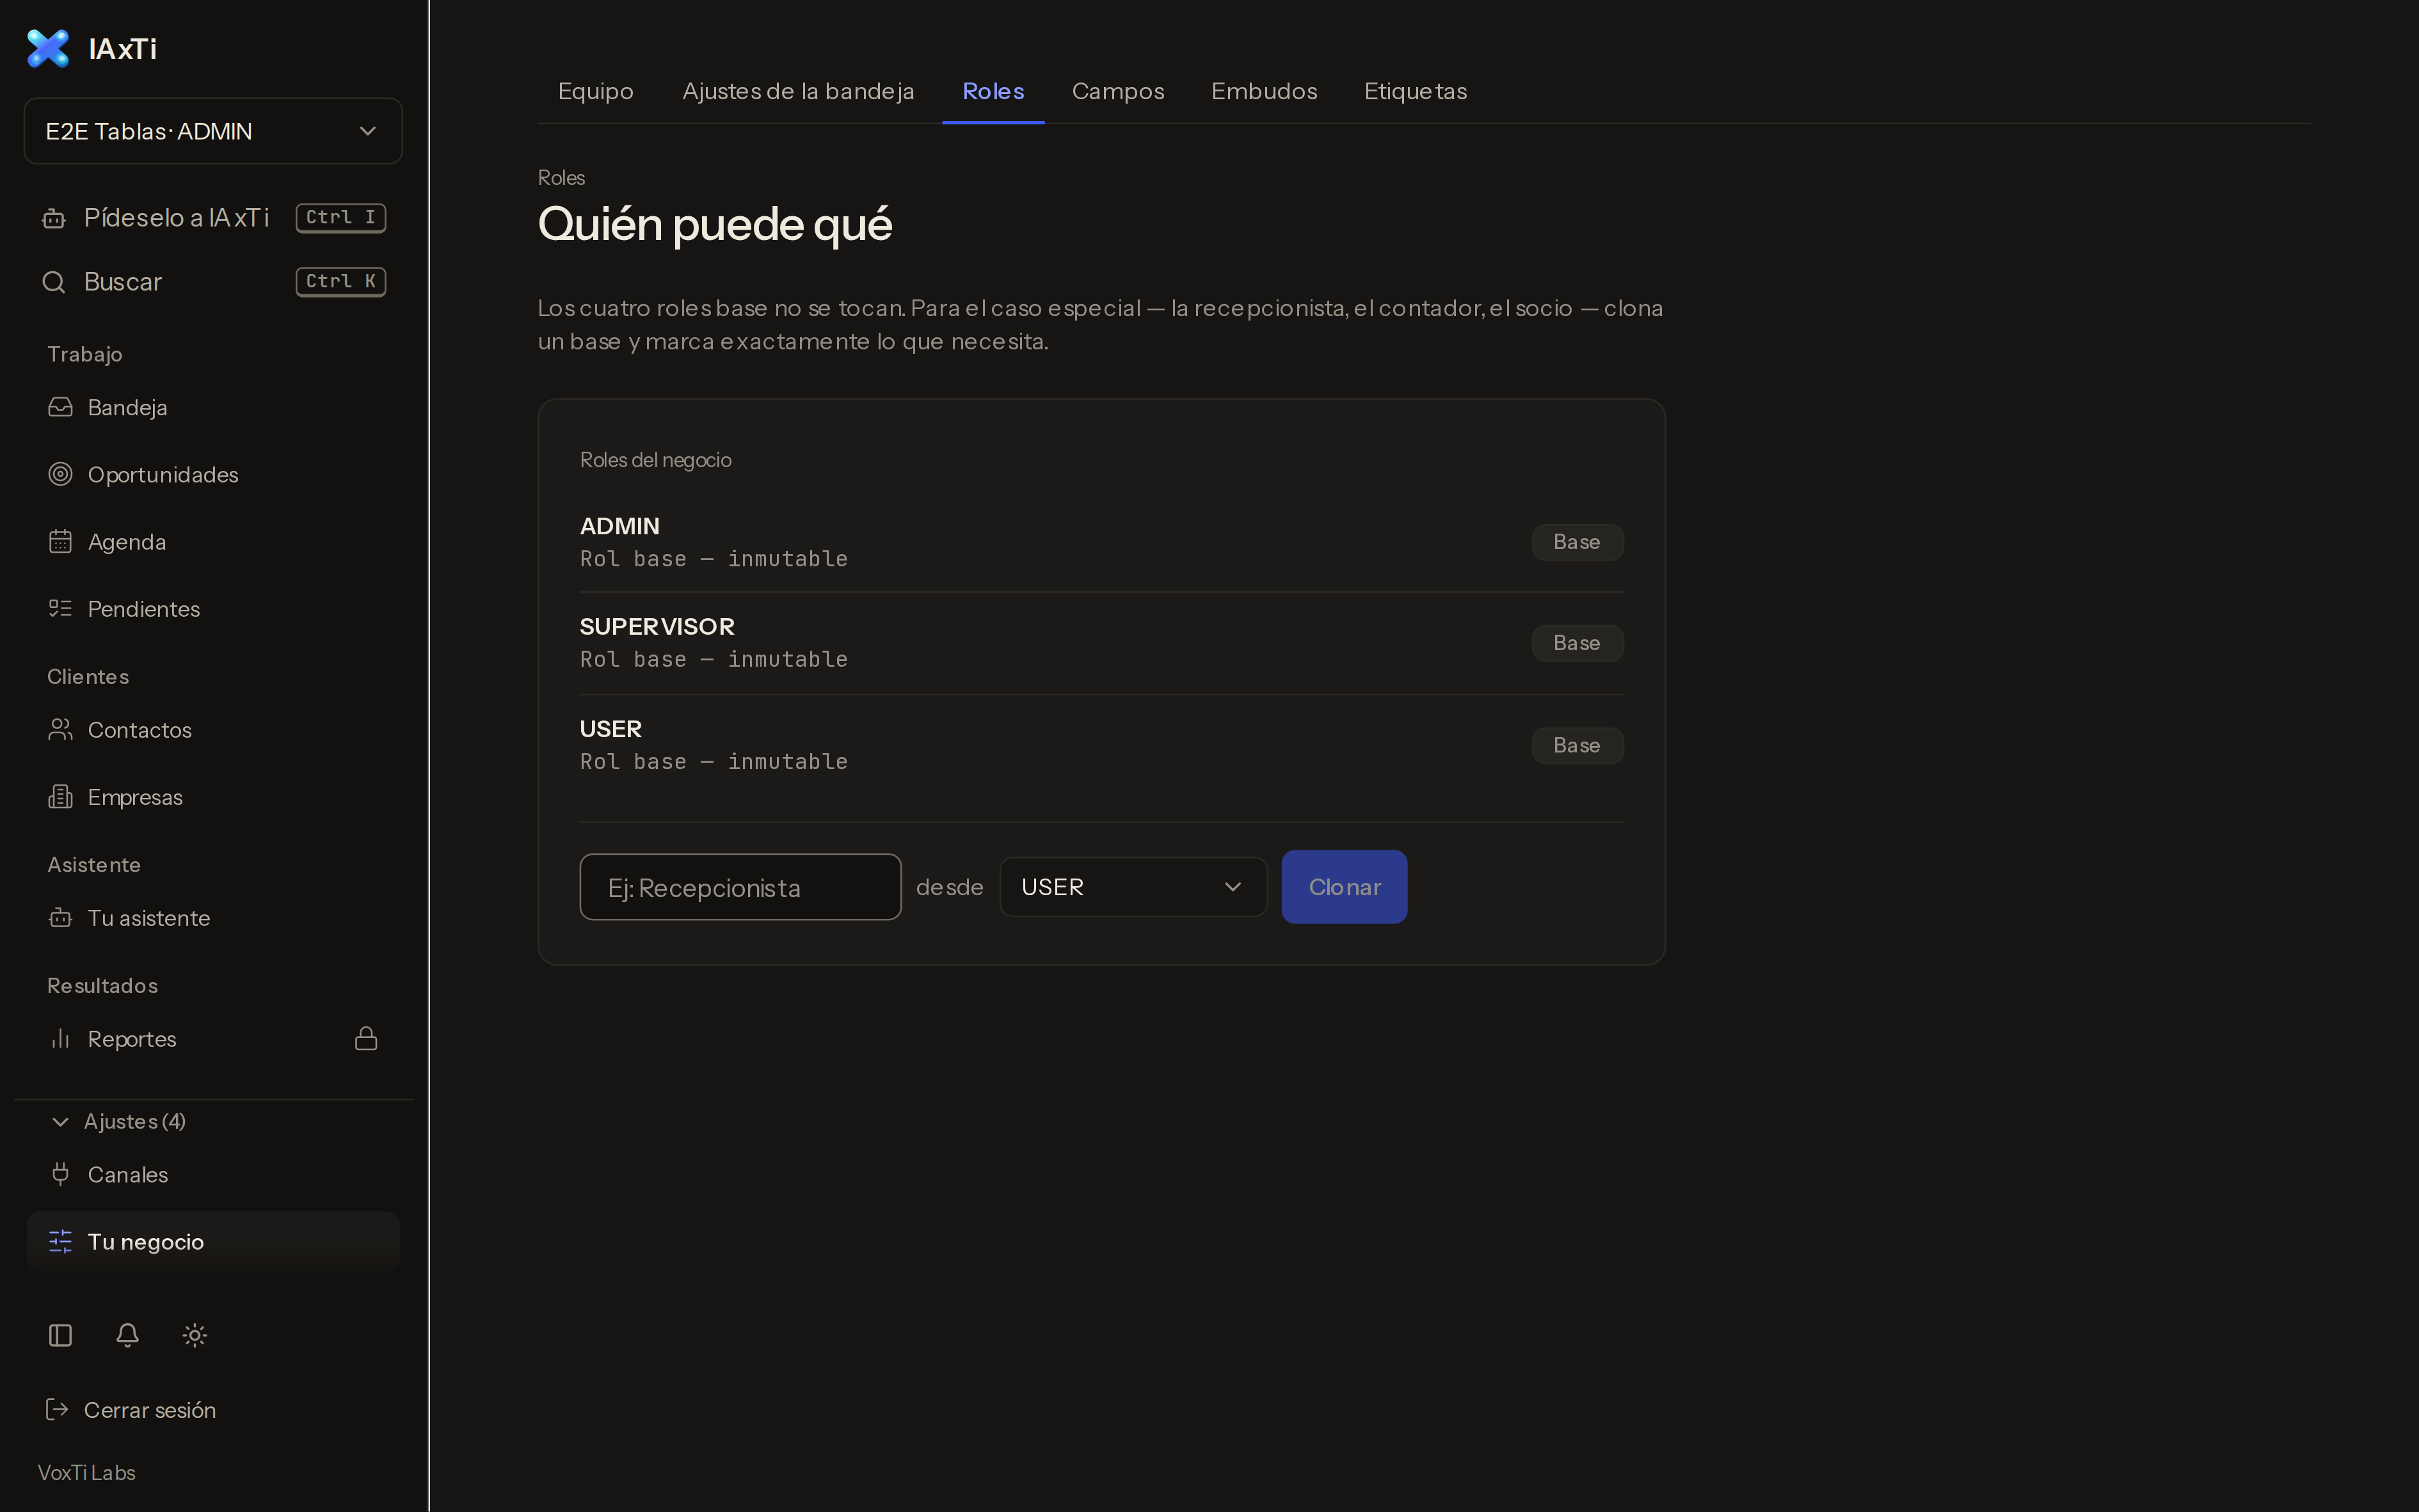 IAxTi
E2E Tablas · ADMIN
Pídeselo a IAxTi
Ctrl I
Buscar
Ctrl K
Trabajo
Bandeja
Oportunidades
Agenda
Pendientes
Clientes
Contactos
Empresas
Asistente
Tu asistente
Resultados
Reportes
Ajustes (4)
Canales
Tu negocio
Cerrar sesión
VoxTi Labs
Equipo
Ajustes de la bandeja
Roles
Campos
Embudos
Etiquetas
Roles
Quién puede qué
Los cuatro roles base no se tocan. Para el caso especial — la recepcionista, el contador, el socio — clona
un base y marca exactamente lo que necesita.
Roles del negocio
ADMIN
Rol base — inmutable
Base
SUPERVISOR
Rol base — inmutable
Base
USER
Rol base — inmutable
Base
Ej: Recepcionista
desde
USER
Clonar